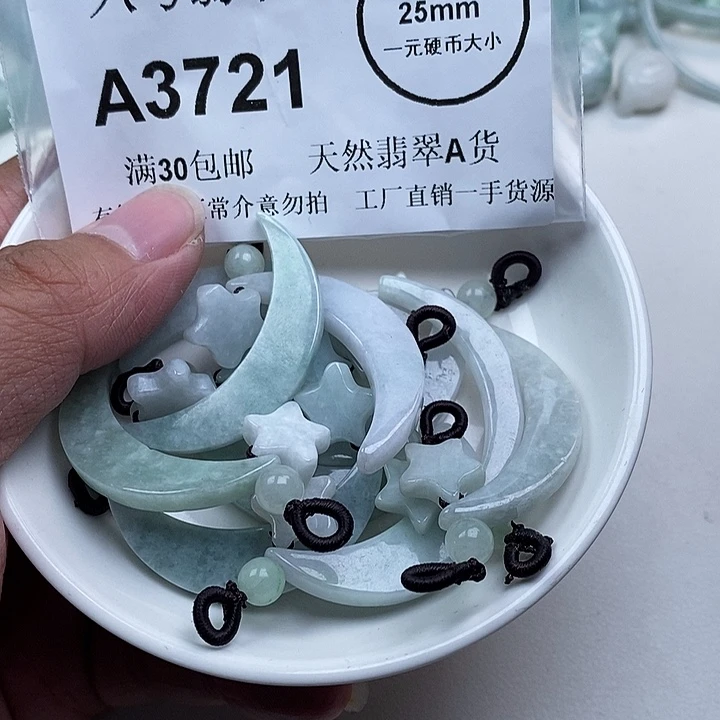 25mm
一元硬币大小
A3721
满30包邮 天然翡翠A货
常介意勿拍 工厂直销一手货源